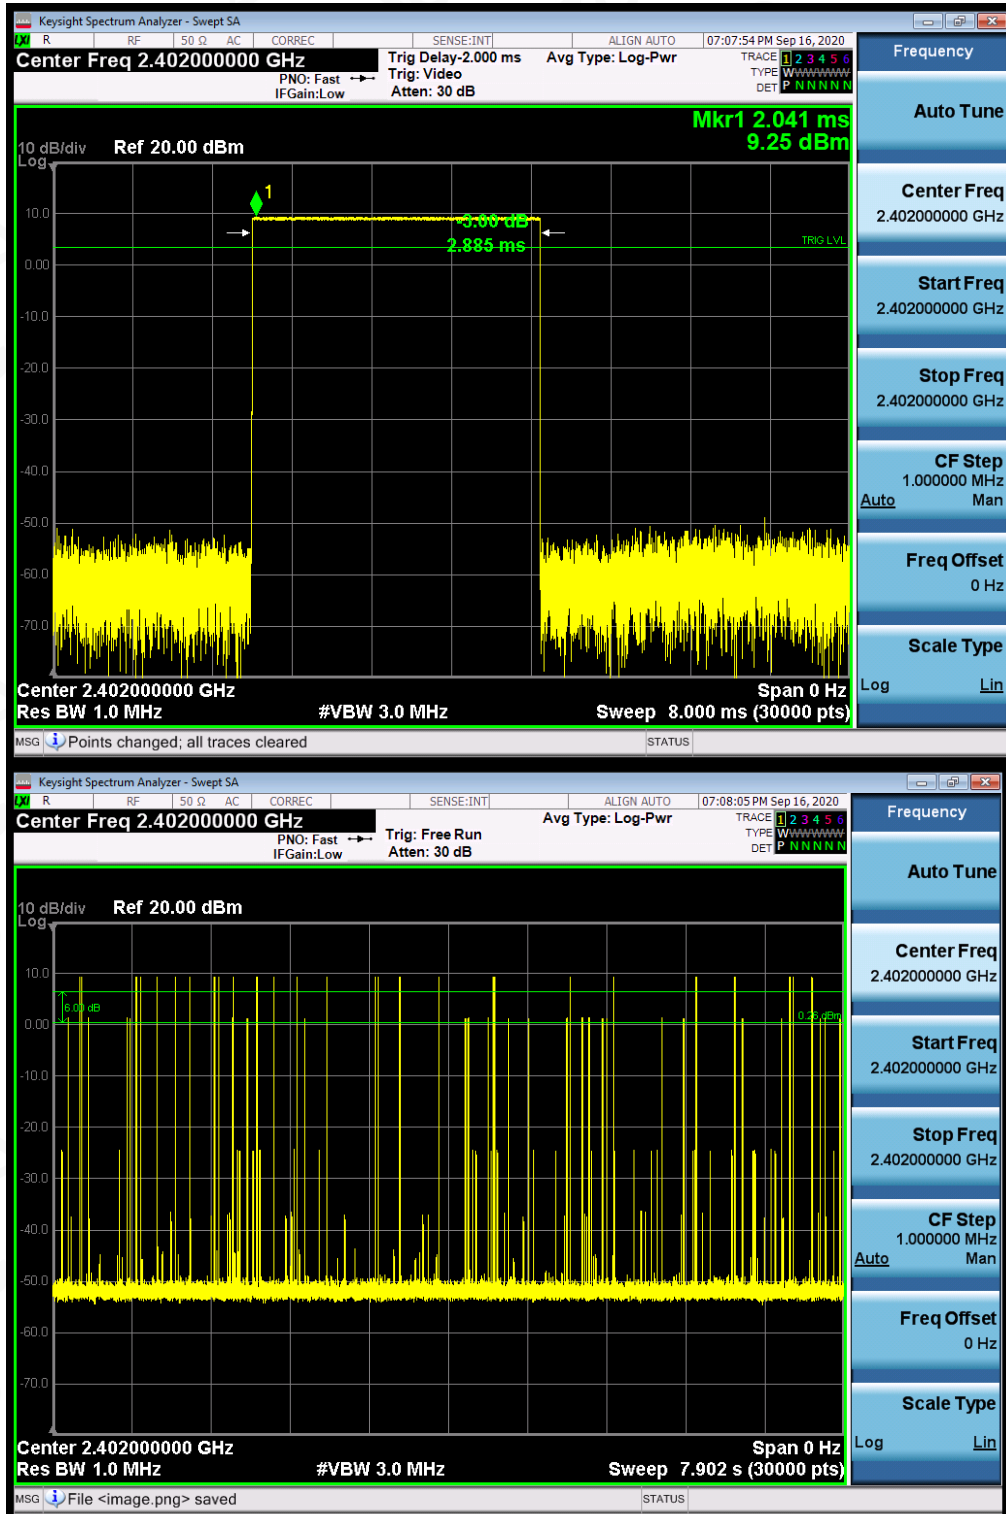 Keysight Spectrum Analyzer - Swept SA
LXI R RF 50 Ω AC CORREC SENSE:INT ALIGN AUTO 07:07:54 PM Sep 16, 2020
Center Freq 2.402000000 GHz
PNO: Fast
IFGain:Low
Trig Delay-2.000 ms
Trig: Video
Atten: 30 dB
Avg Type: Log-Pwr
TRACE 1 2 3 4 5 6
TYPE WWWWWWW
DET P N N N N N
Frequency
Mkr1 2.041 ms
9.25 dBm
10 dB/div
Log
Ref 20.00 dBm
1
10.0
-3.00 dB
2.885 ms
TRIG LVL
0.00
-10.0
-20.0
-30.0
-40.0
-50.0
-60.0
-70.0
Center 2.402000000 GHz
Span 0 Hz
Res BW 1.0 MHz
#VBW 3.0 MHz
Sweep 8.000 ms (30000 pts)
MSG Points changed; all traces cleared
STATUS
Auto Tune
Center Freq
2.402000000 GHz
Start Freq
2.402000000 GHz
Stop Freq
2.402000000 GHz
CF Step
1.000000 MHz
Auto Man
Freq Offset
0 Hz
Scale Type
Log Lin
Keysight Spectrum Analyzer - Swept SA
LXI R RF 50 Ω AC CORREC SENSE:INT ALIGN AUTO 07:08:05 PM Sep 16, 2020
Center Freq 2.402000000 GHz
PNO: Fast
IFGain:Low
Trig: Free Run
Atten: 30 dB
Avg Type: Log-Pwr
TRACE 1 2 3 4 5 6
TYPE WWWWWWW
DET P N N N N N
Frequency
10 dB/div
Log
Ref 20.00 dBm
10.0
6.00 dB
0.26 dBm
0.00
-10.0
-20.0
-30.0
-40.0
-50.0
-60.0
-70.0
Center 2.402000000 GHz
Span 0 Hz
Res BW 1.0 MHz
#VBW 3.0 MHz
Sweep 7.902 s (30000 pts)
MSG File <image.png> saved
STATUS
Auto Tune
Center Freq
2.402000000 GHz
Start Freq
2.402000000 GHz
Stop Freq
2.402000000 GHz
CF Step
1.000000 MHz
Auto Man
Freq Offset
0 Hz
Scale Type
Log Lin